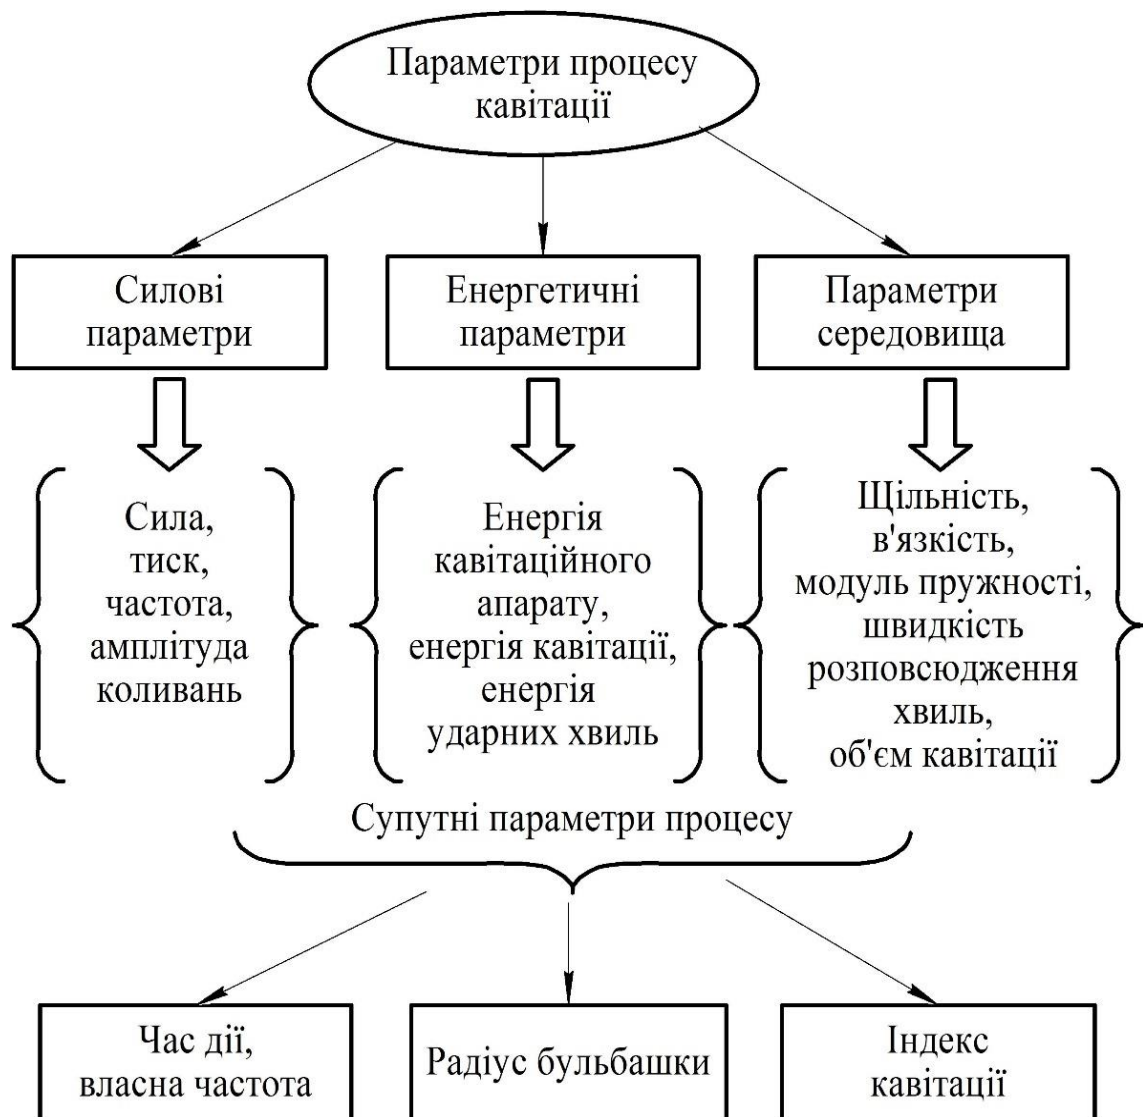 Параметри процесу
кавітації
Силові
параметри
Енергетичні
параметри
Параметри
середовища
Сила,
тиск,
частота,
амплітуда
коливань
Енергія
кавітаційного
апарату,
енергія кавітації,
енергія
ударних хвиль
Щільність,
в'язкість,
модуль пружності,
швидкість
розповсюдження
хвиль,
об'єм кавітації
Супутні параметри процесу
Час дії,
власна частота
Радіус бульбашки
Індекс
кавітації